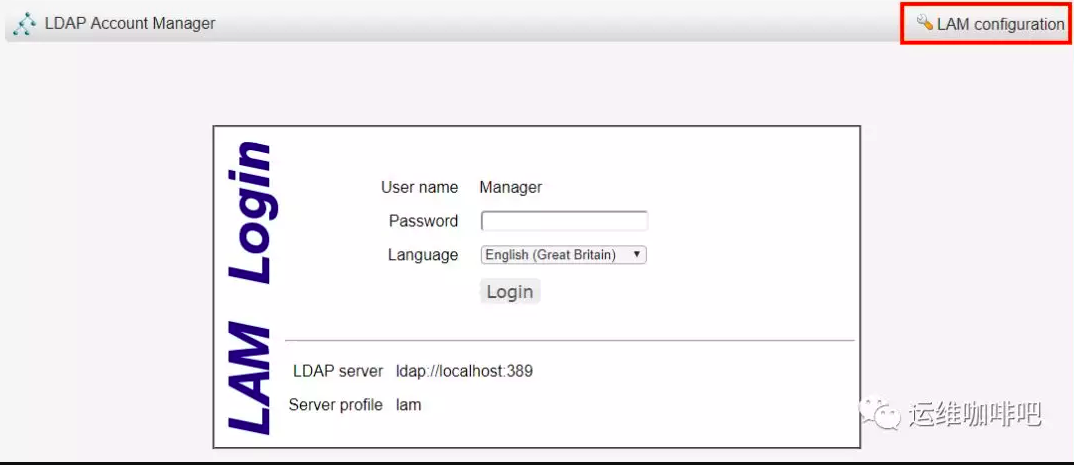 LDAP Account Manager
LAM configuration
LAM Login
User name Manager
Password
Language English (Great Britain)
Login
LDAP server ldap://localhost:389
Server profile lam
运维咖啡吧